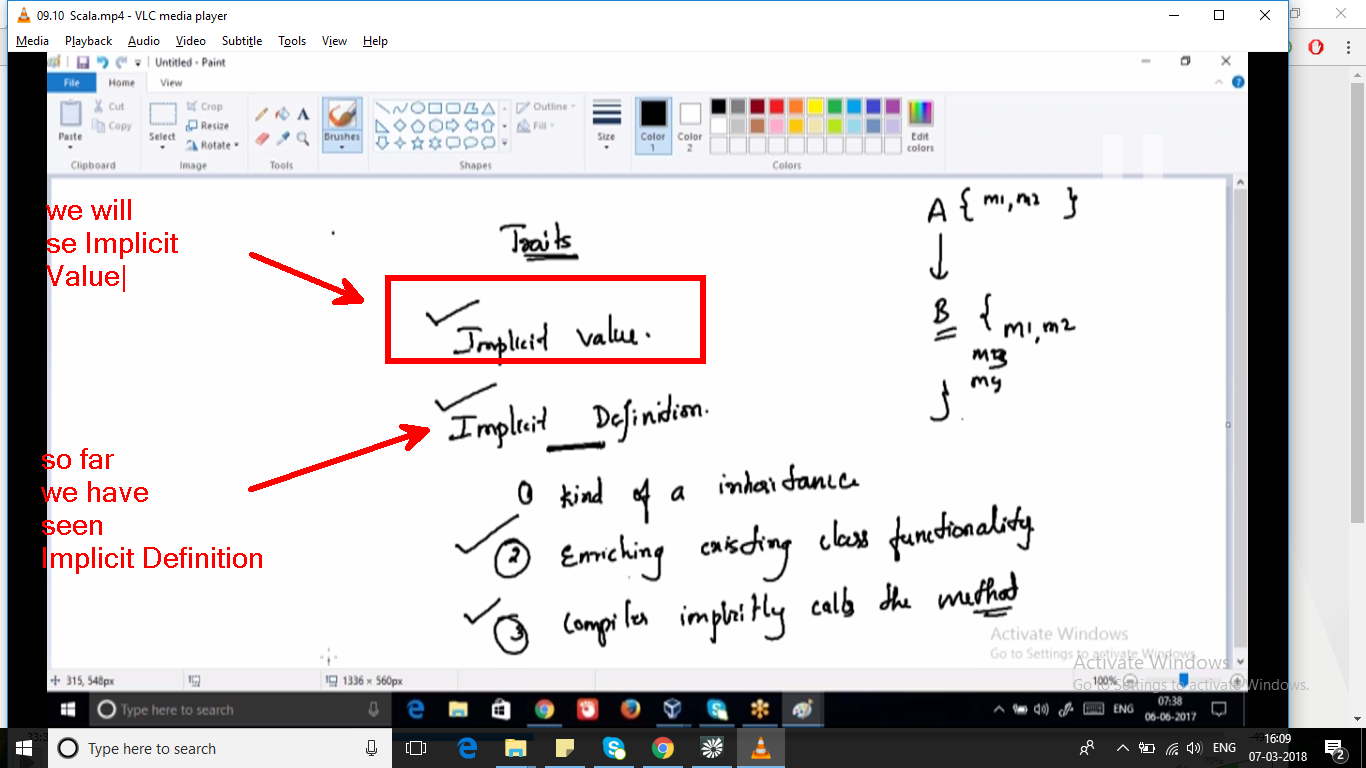 09.10 Scala.mp4 - VLC media player
Media Playback Audio Video Subtitle Tools View Help
Untitled - Paint
File Home View
Paste
Cut
Copy
Clipboard
Select
Crop
Resize
Rotate
Image
Tools
Brushes
Shapes
Outline
Fill
Size
Color 1
Color 2
Edit colors
Colors
we will
se Implicit
Value
Traits
Implicit value.
Implicit Definition.
so far
we have
seen
Implicit Definition
1 kind of a inheritance
2 Enriching existing class functionality
3 compiler implicitly calls the method
A { m1, m2 }
B {
m1, m2
m3
m4
}
Activate Windows
Go to Settings to activate Windows.
Activate Windows
Go to Settings to activate Windows.
315, 548px
1336 × 560px
100%
Type here to search
ENG
07:38
06-06-2017
Type here to search
ENG
16:09
07-03-2018
2